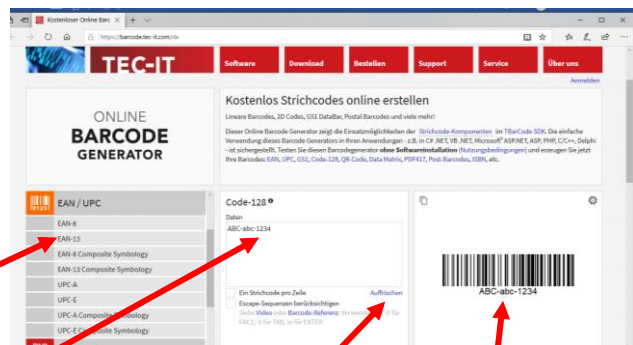 Kostenloser Online Barc
https://barcode.tec-it.com/de
TEC-IT
Software
Download
Bestellen
Support
Service
Über uns
Anmelden
ONLINE
BARCODE
GENERATOR
Kostenlos Strichcodes online erstellen
Lineare Barcodes, 2D Codes, GS1 DataBar, Postal Barcodes und viele mehr!
Dieser Online Barcode Generator zeigt die Einsatzmöglichkeiten der Strichcode-Komponenten im TBarCode SDK. Die einfache
Verwendung dieses Barcode Generators in Ihren Anwendungen - z.B. in C# .NET, VB .NET, Microsoft® ASP.NET, ASP, PHP, C/C++, Delphi
- ist sichergestellt. Testen Sie diesen Barcodegenerator ohne Softwareinstallation (Nutzungsbedingungen) und erzeugen Sie jetzt
Ihre Barcodes: EAN, UPC, GS1, Code-128, QR-Code, Data Matrix, PDF417, Post-Barcodes, ISBN, etc.
EAN / UPC
EAN-8
EAN-13
EAN-8 Composite Symbology
EAN-13 Composite Symbology
UPC-A
UPC-E
UPC-A Composite Symbology
UPC-E Composite Symbology
Code-128
Daten
ABC-abc-1234
Ein Strichcode pro Zeile
Auffrischen
Escape-Sequenzen berücksichtigen
Siehe Video oder Barcode-Referenz. für
FNC1, \t für TAB, \n für ENTER
ABC-abc-1234